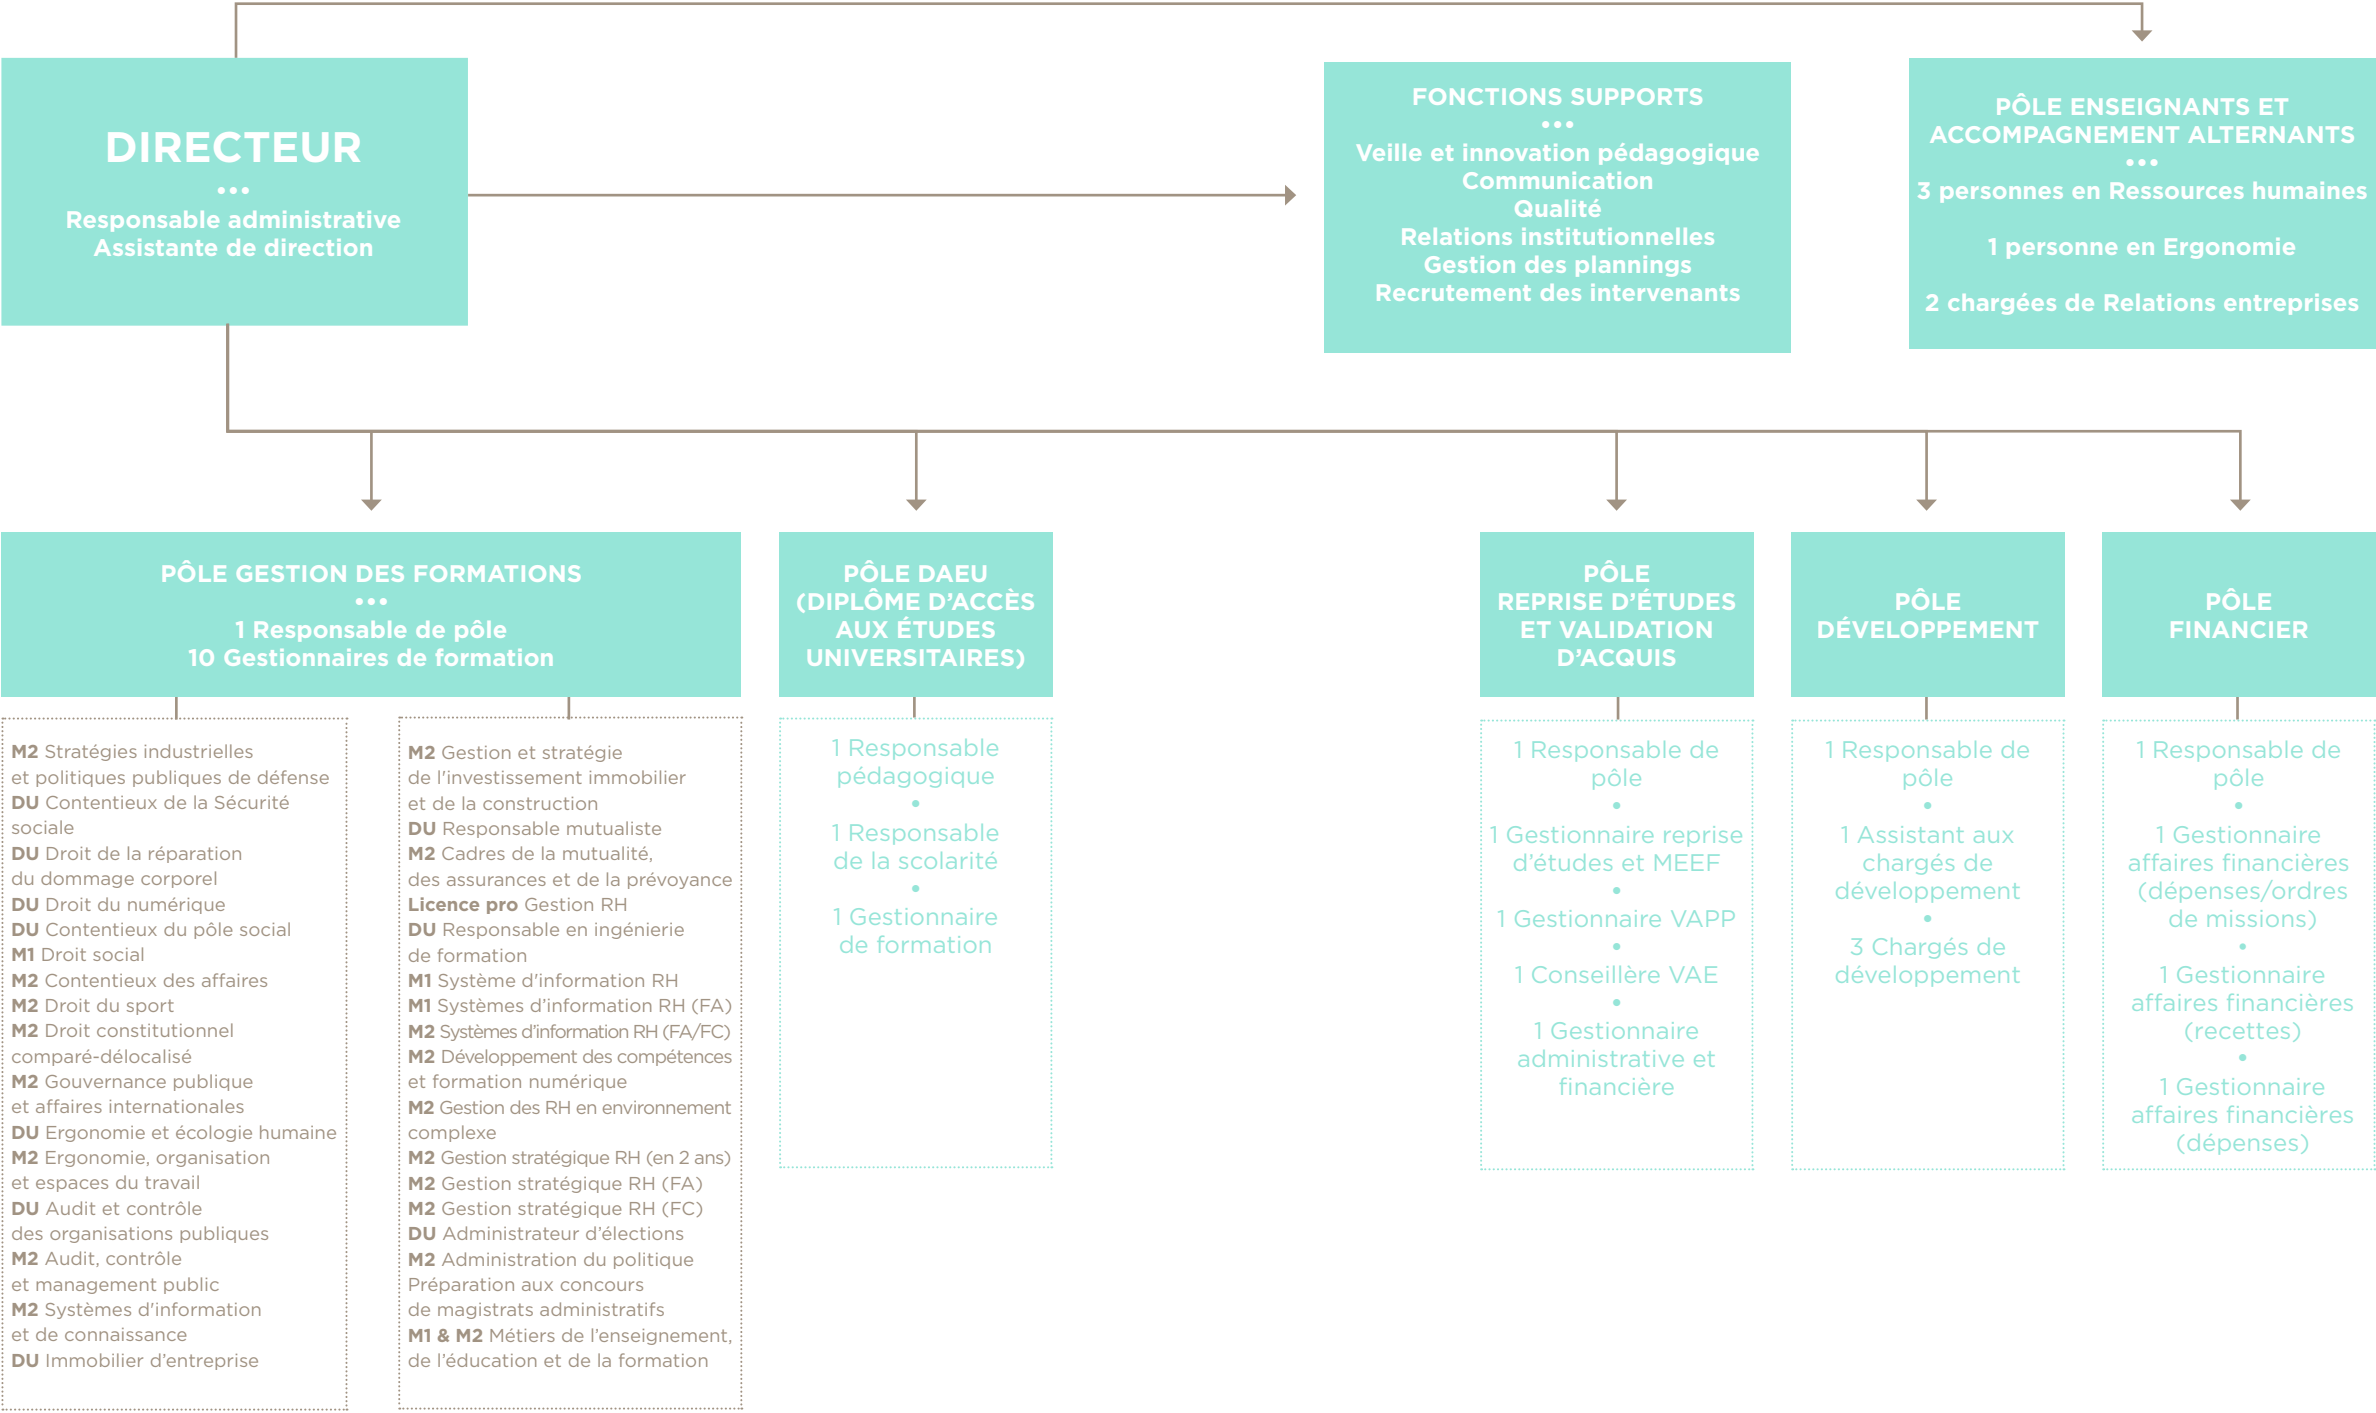 DIRECTEUR
•••
Responsable administrative
Assistante de direction
FONCTIONS SUPPORTS
•••
Veille et innovation pédagogique
Communication
Qualité
Relations institutionnelles
Gestion des plannings
Recrutement des intervenants
PÔLE ENSEIGNANTS ET
ACCOMPAGNEMENT ALTERNANTS
•••
3 personnes en Ressources humaines
1 personne en Ergonomie
2 chargées de Relations entreprises
PÔLE GESTION DES FORMATIONS
•••
1 Responsable de pôle
10 Gestionnaires de formation
M2 Stratégies industrielles
et politiques publiques de défense
DU Contentieux de la Sécurité
sociale
DU Droit de la réparation
du dommage corporel
DU Droit du numérique
DU Contentieux du pôle social
M1 Droit social
M2 Contentieux des affaires
M2 Droit du sport
M2 Droit constitutionnel
comparé-délocalisé
M2 Gouvernance publique
et affaires internationales
DU Ergonomie et écologie humaine
M2 Ergonomie, organisation
et espaces du travail
DU Audit et contrôle
des organisations publiques
M2 Audit, contrôle
et management public
M2 Systèmes d'information
et de connaissance
DU Immobilier d'entreprise
M2 Gestion et stratégie
de l'investissement immobilier
et de la construction
DU Responsable mutualiste
M2 Cadres de la mutualité,
des assurances et de la prévoyance
Licence pro Gestion RH
DU Responsable en ingénierie
de formation
M1 Système d'information RH
M1 Systèmes d’information RH (FA)
M2 Systèmes d’information RH (FA/FC)
M2 Développement des compétences
et formation numérique
M2 Gestion des RH en environnement
complexe
M2 Gestion stratégique RH (en 2 ans)
M2 Gestion stratégique RH (FA)
M2 Gestion stratégique RH (FC)
DU Administrateur d’élections
M2 Administration du politique
Préparation aux concours
de magistrats administratifs
M1 & M2 Métiers de l’enseignement,
de l’éducation et de la formation
PÔLE DAEU
(DIPLÔME D’ACCÈS
AUX ÉTUDES
UNIVERSITAIRES)
1 Responsable
pédagogique
•
1 Responsable
de la scolarité
•
1 Gestionnaire
de formation
PÔLE
REPRISE D’ÉTUDES
ET VALIDATION
D’ACQUIS
1 Responsable de
pôle
•
1 Gestionnaire reprise
d’études et MEEF
•
1 Gestionnaire VAPP
•
1 Conseillère VAE
•
1 Gestionnaire
administrative et
financière
PÔLE
DÉVELOPPEMENT
1 Responsable de
pôle
•
1 Assistant aux
chargés de
développement
•
3 Chargés de
développement
PÔLE
FINANCIER
1 Responsable de
pôle
•
1 Gestionnaire
affaires financières
(dépenses/ordres
de missions)
•
1 Gestionnaire
affaires financières
(recettes)
•
1 Gestionnaire
affaires financières
(dépenses)